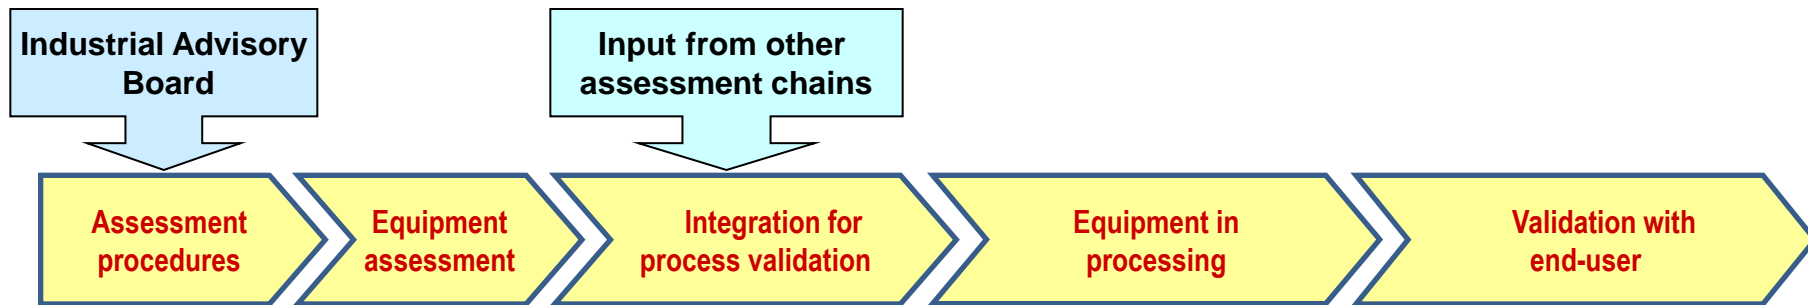 Industrial Advisory
Board
Input from other
assessment chains
Assessment
procedures
Equipment
assessment
Integration for
process validation
Equipment in
processing
Validation with
end-user